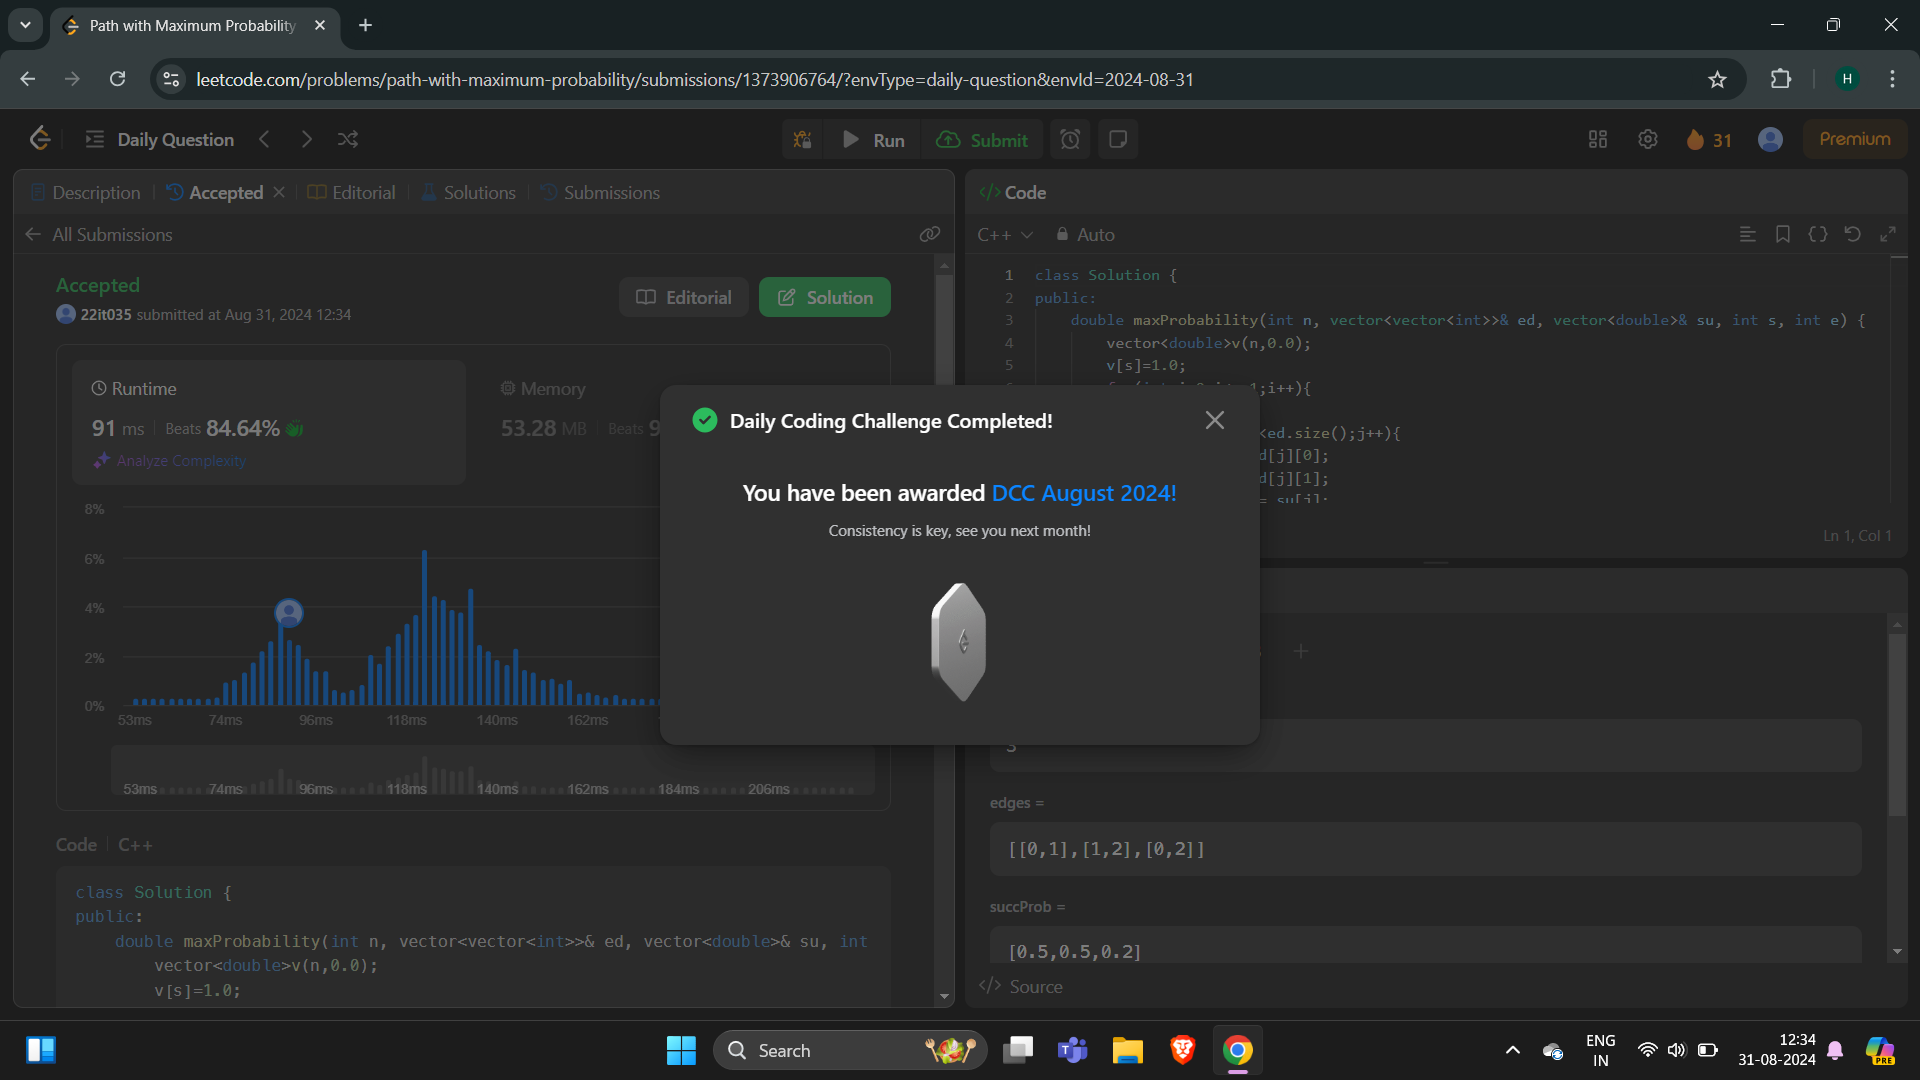 Path with Maximum Probability
leetcode.com/problems/path-with-maximum-probability/submissions/1373906764/?envType=daily-question&envId=2024-08-31
H
Daily Question
Run
Submit
31
Premium
Description
Accepted
Editorial
Solutions
Submissions
All Submissions
Accepted
22it035 submitted at Aug 31, 2024 12:34
Editorial
Solution
Runtime
91 ms
Beats 84.64%
Analyze Complexity
Memory
53.28 MB
Beats 9
8%
6%
4%
2%
0%
53ms 74ms 96ms 118ms 140ms 162ms
53ms 74ms 96ms 118ms 140ms 162ms 184ms 206ms
Code
C++
class Solution {
public:
double maxProbability(int n, vector<vector<int>>& ed, vector<double>& su, int
vector<double>v(n,0.0);
v[s]=1.0;
Code
C++
Auto
1 class Solution {
2 public:
3 double maxProbability(int n, vector<vector<int>>& ed, vector<double>& su, int s, int e) {
4 vector<double>v(n,0.0);
5 v[s]=1.0;
;i++){
<ed.size();j++){
d[j][0];
d[j][1];
= su[j];
Ln 1, Col 1
Daily Coding Challenge Completed!
You have been awarded DCC August 2024!
Consistency is key, see you next month!
3
edges =
[[0,1],[1,2],[0,2]]
succProb =
[0.5,0.5,0.2]
Source
Search
ENG
IN
12:34
31-08-2024
PRE